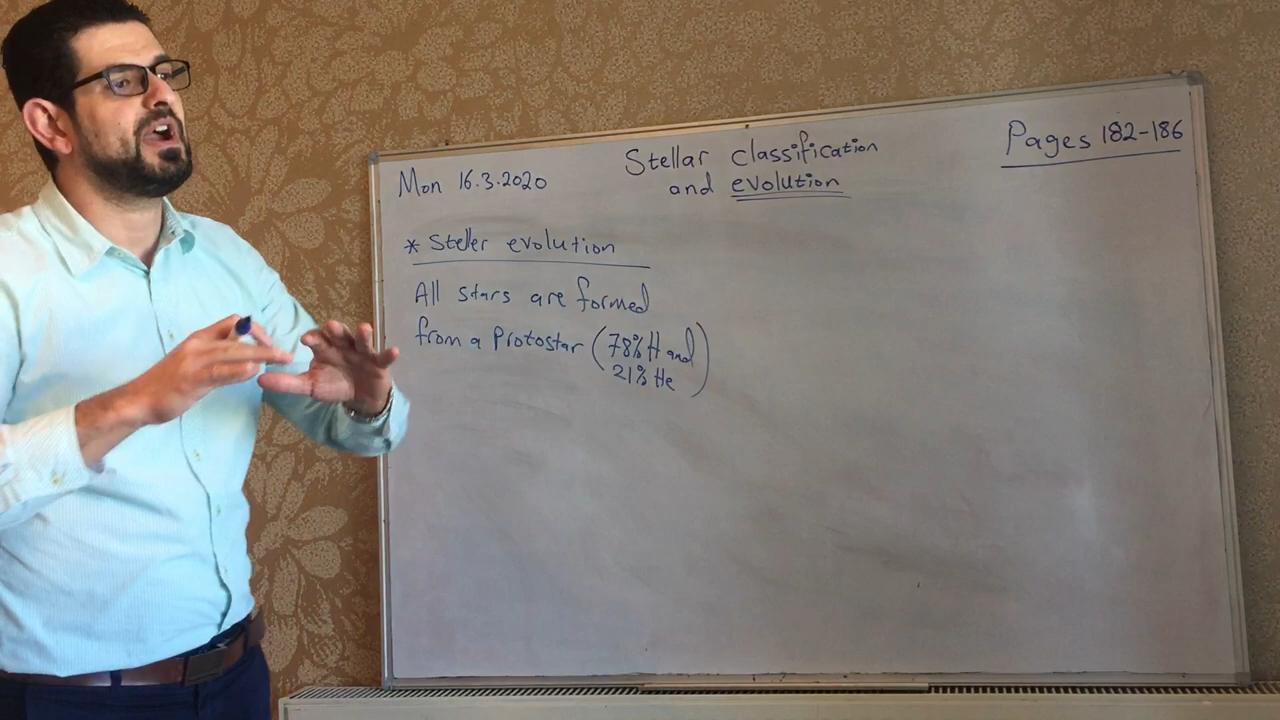 Mon 16.3.2020
Stellar classification
and evolution
Pages 182-186
* Steller evolution
All stars are formed
from a Protostar (78% H and
21% He)